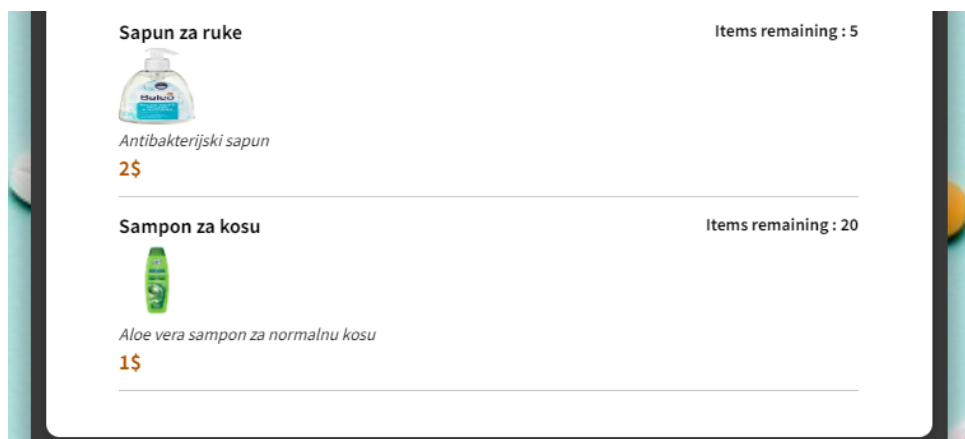 Sapun za ruke
Items remaining : 5
Antibakterijski sapun
2$
Sampon za kosu
Items remaining : 20
Aloe vera sampon za normalnu kosu
1$